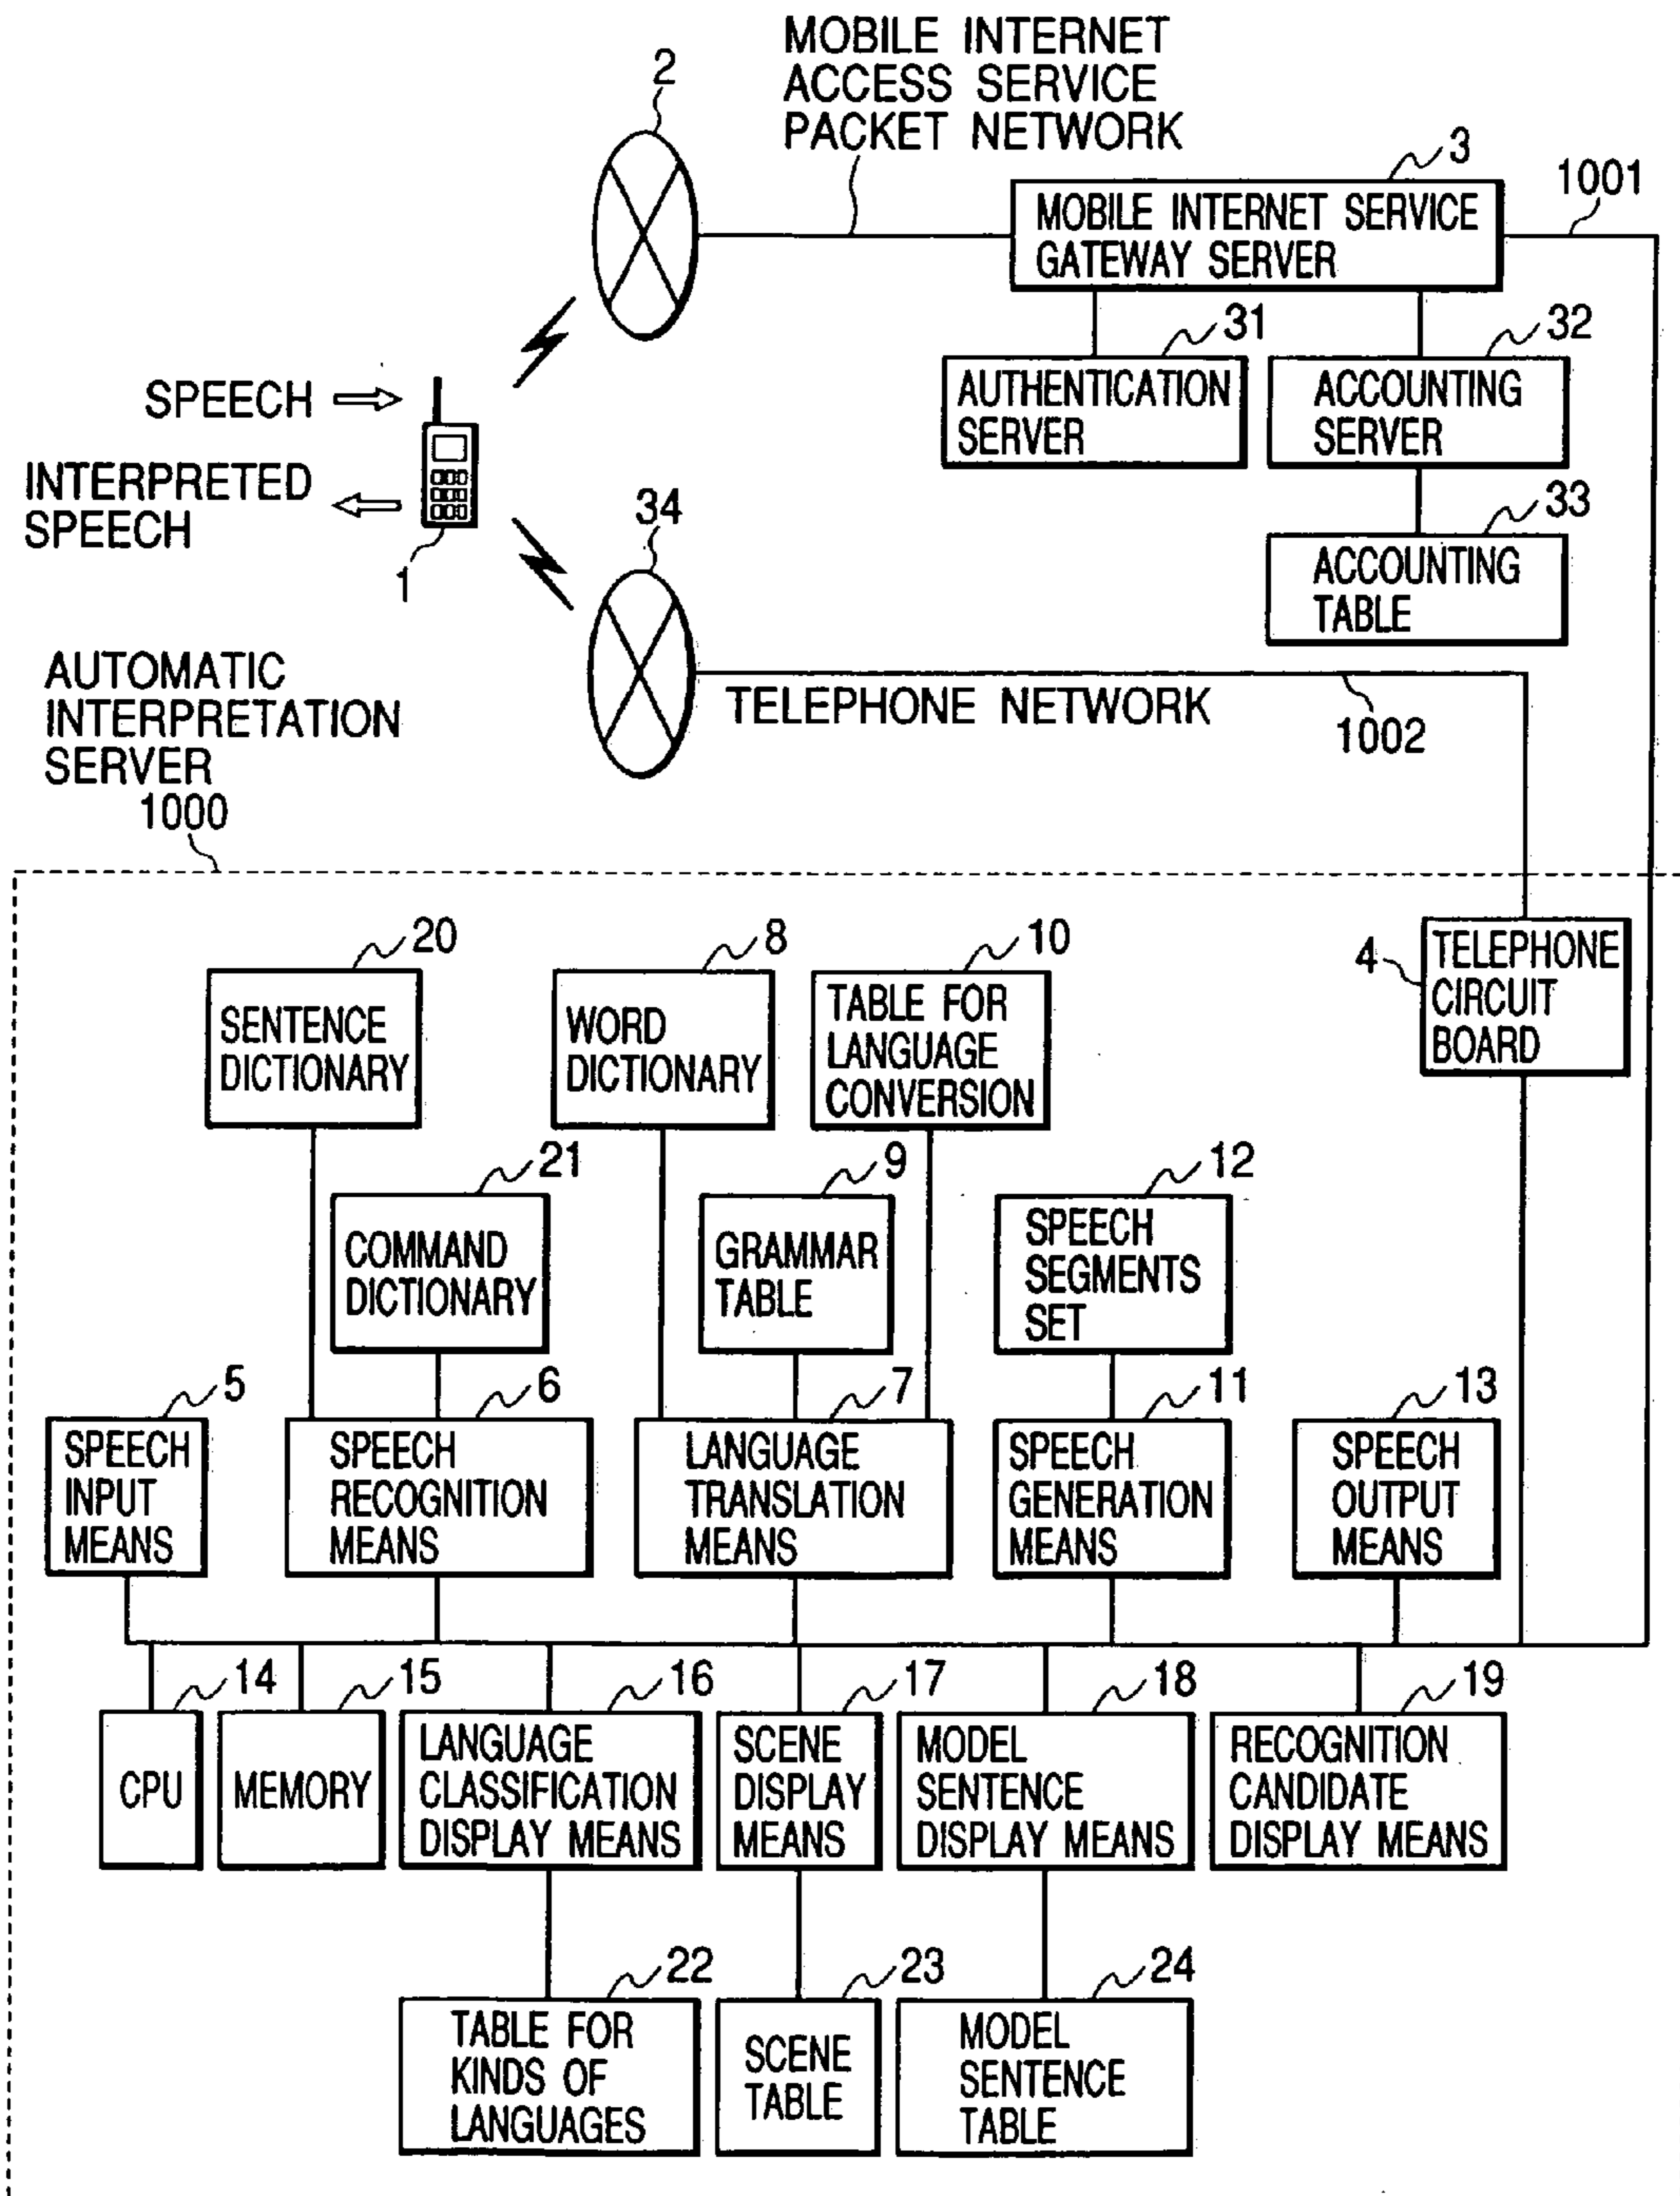 MOBILE INTERNET
ACCESS SERVICE
PACKET NETWORK
2
3
1001
MOBILE INTERNET SERVICE
GATEWAY SERVER
31
32
AUTHENTICATION
SERVER
ACCOUNTING
SERVER
33
ACCOUNTING
TABLE
SPEECH
INTERPRETED
SPEECH
1
34
TELEPHONE NETWORK
1002
AUTOMATIC
INTERPRETATION
SERVER
1000
20
8
10
4
SENTENCE
DICTIONARY
WORD
DICTIONARY
TABLE FOR
LANGUAGE
CONVERSION
TELEPHONE
CIRCUIT
BOARD
21
9
12
COMMAND
DICTIONARY
GRAMMAR
TABLE
SPEECH
SEGMENTS
SET
5
6
7
11
13
SPEECH
INPUT
MEANS
SPEECH
RECOGNITION
MEANS
LANGUAGE
TRANSLATION
MEANS
SPEECH
GENERATION
MEANS
SPEECH
OUTPUT
MEANS
14
15
16
17
18
19
CPU
MEMORY
LANGUAGE
CLASSIFICATION
DISPLAY MEANS
SCENE
DISPLAY
MEANS
MODEL
SENTENCE
DISPLAY MEANS
RECOGNITION
CANDIDATE
DISPLAY MEANS
22
23
24
TABLE FOR
KINDS OF
LANGUAGES
SCENE
TABLE
MODEL
SENTENCE
TABLE